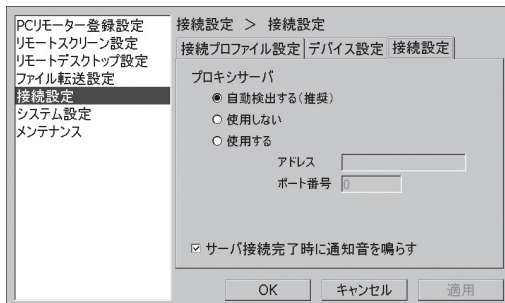 PCリモーター登録設定
リモートスクリーン設定
リモートデスクトップ設定
ファイル転送設定
接続設定
システム設定
メンテナンス
接続設定 ＞ 接続設定
接続プロファイル設定 デバイス設定 接続設定
プロキシサーバ
自動検出する（推奨）
使用しない
使用する
アドレス
ポート番号 0
サーバ接続完了時に通知音を鳴らす
OK キャンセル 適用